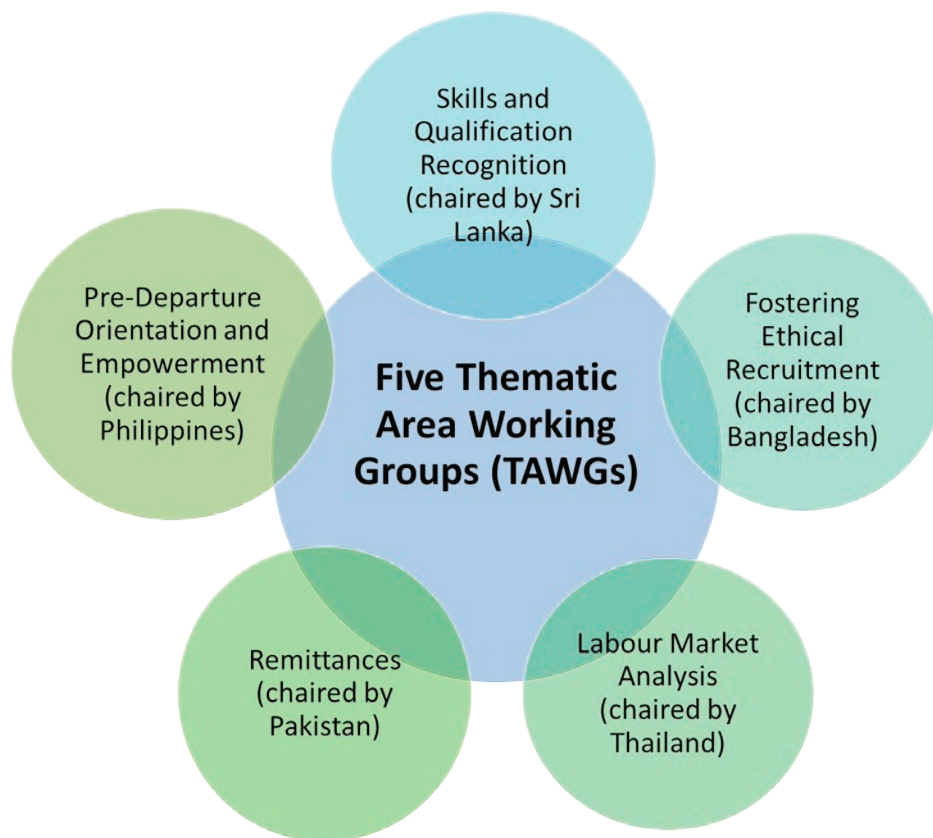 Skills and
Qualification
Recognition
(chaired by Sri
Lanka)
Pre-Departure
Orientation and
Empowerment
(chaired by
Philippines)
Fostering
Ethical
Recruitment
(chaired by
Bangladesh)
Five Thematic
Area Working
Groups (TAWGs)
Remittances
(chaired by
Pakistan)
Labour Market
Analysis
(chaired by
Thailand)